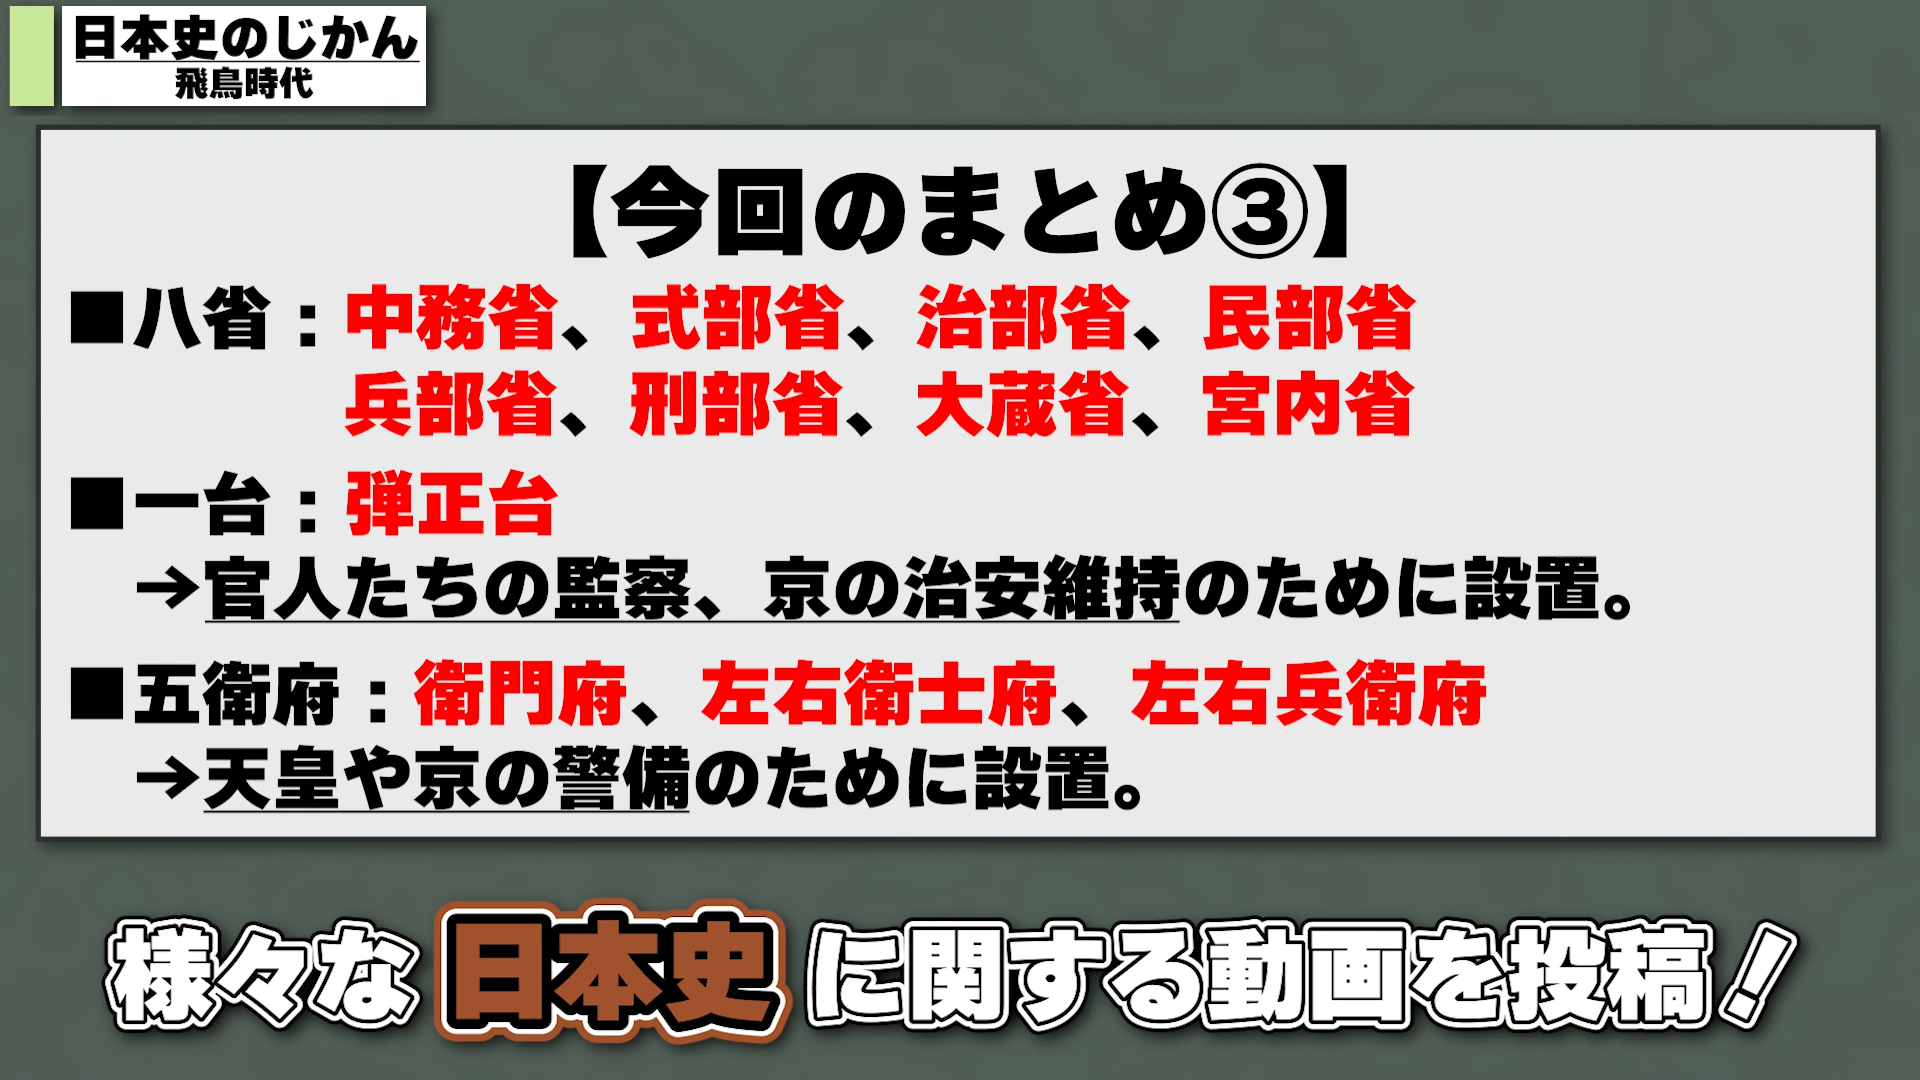 日本史のじかん
飛鳥時代
【今回のまとめ③】
■八省：中務省、式部省、治部省、民部省
兵部省、刑部省、大蔵省、宮内省
■一台：弾正台
→官人たちの監察、京の治安維持のために設置。
■五衛府：衛門府、左右衛士府、左右兵衛府
→天皇や京の警備のために設置。
様々な日本史に関する動画を投稿！